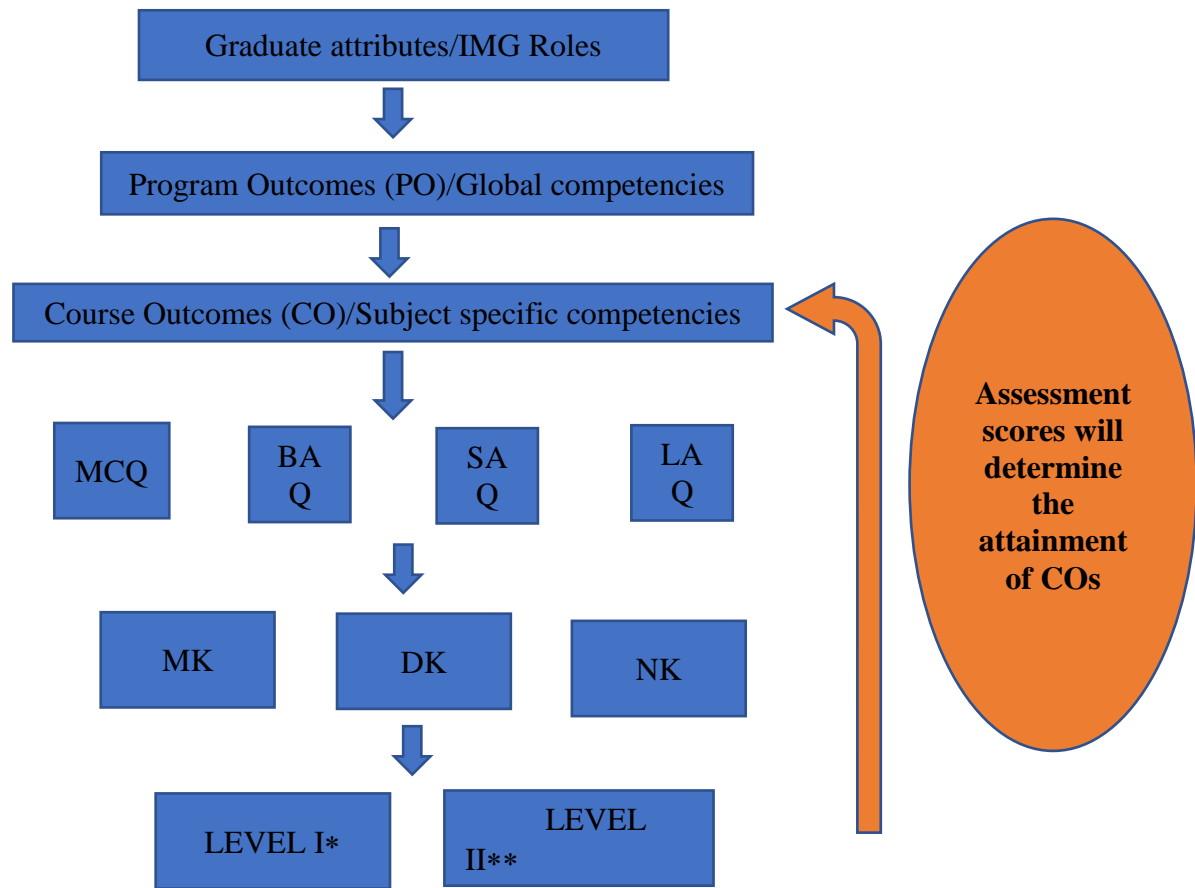 Graduate attributes/IMG Roles
Program Outcomes (PO)/Global competencies
Course Outcomes (CO)/Subject specific competencies
MCQ
BA
Q
SA
Q
LA
Q
MK
DK
NK
LEVEL I*
LEVEL
II**
Assessment
scores will
determine
the
attainment
of COs